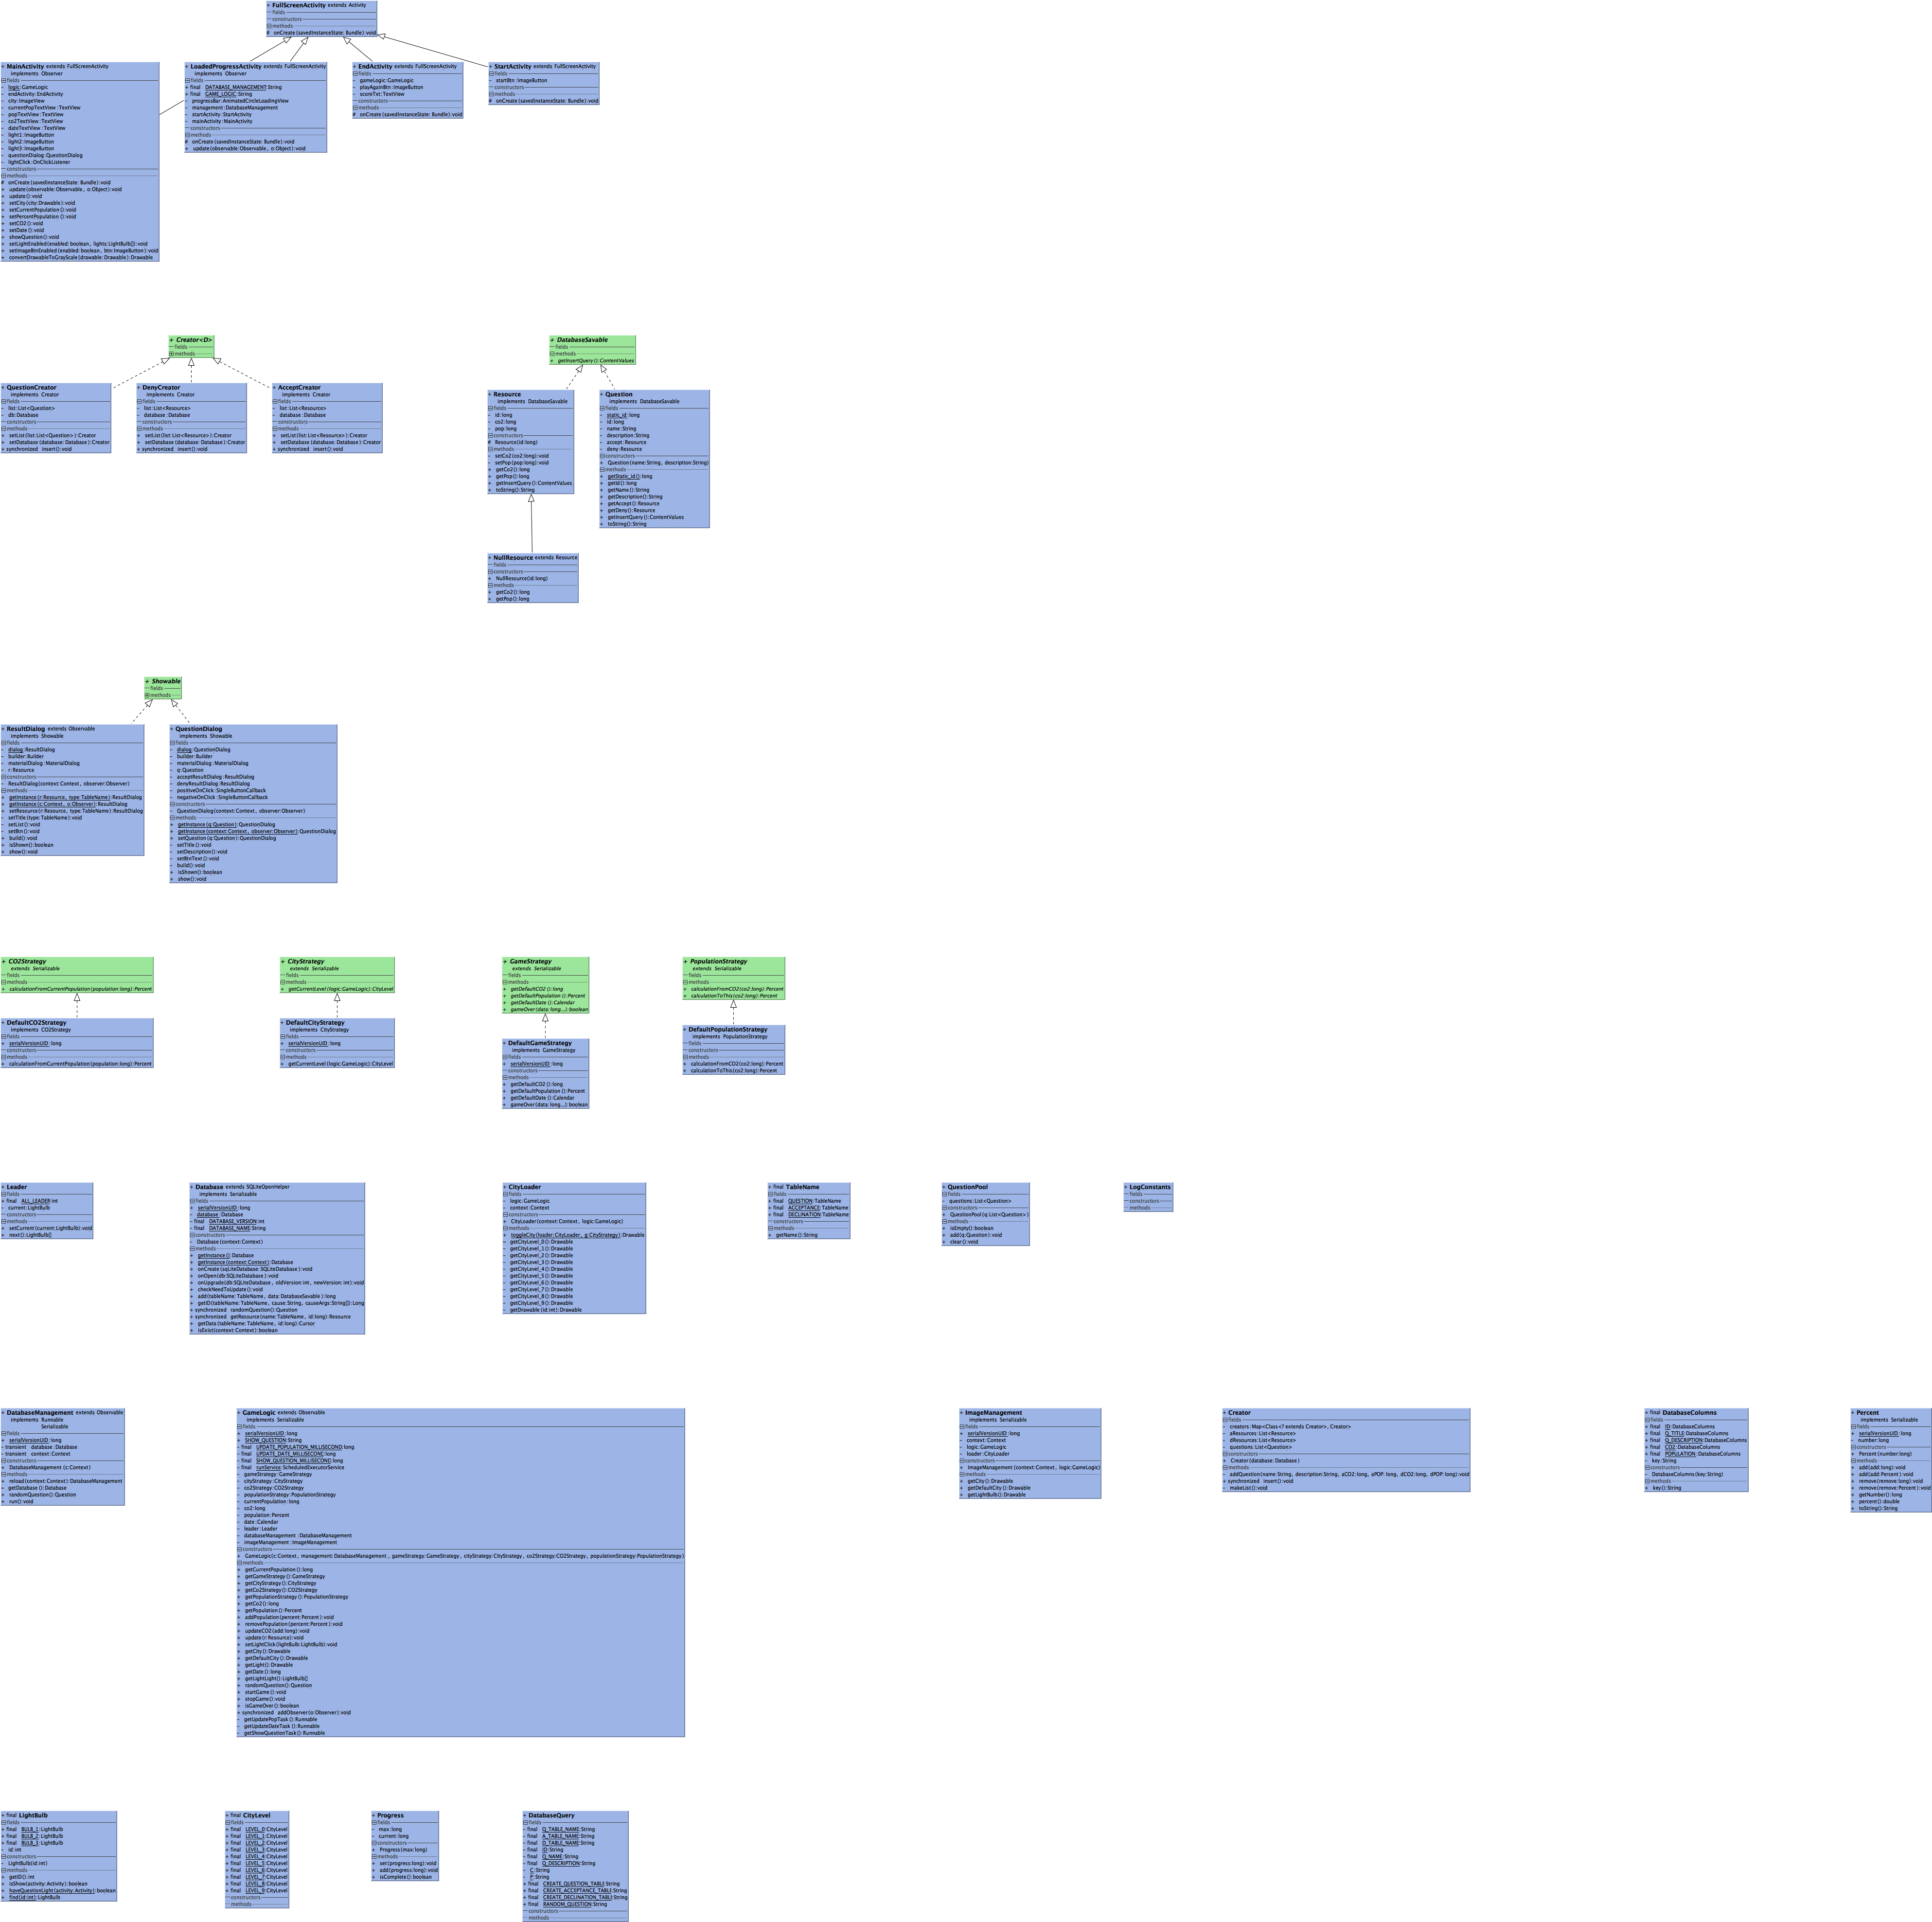 + FullScreenActivity extends Activity
fields
constructors
methods
# onCreate(savedInstanceState: Bundle):void
+ MainActivity extends FullScreenActivity
implements Observer
fields
- logic:GameLogic
- endActivity:EndActivity
- city:ImageView
- currentPopTextView :TextView
- popTextView :TextView
- co2TextView :TextView
- dateTextView :TextView
- light1:ImageButton
- light2:ImageButton
- light3:ImageButton
- questionDialog:QuestionDialog
- lightClick:OnClickListener
constructors
methods
# onCreate(savedInstanceState: Bundle):void
+ update(observable:Observable, o:Object):void
+ update():void
+ setCity(city:Drawable):void
+ setCurrentPopulation():void
+ setPercentPopulation ():void
+ setCO2():void
+ setDate():void
+ showQuestion():void
+ setLightEnabled(enabled:boolean, lights:LightBulb[]):void
+ setImageBtnEnabled(enabled:boolean, btn:ImageButton):void
+ convertDrawableToGrayScale(drawable:Drawable):Drawable
+ LoadedProgressActivity extends FullScreenActivity
implements Observer
fields
+ final DATABASE_MANAGEMENT:String
+ final GAME_LOGIC:String
- progressBar:AnimatedCircleLoadingView
- management:DatabaseManagement
- startActivity:StartActivity
- mainActivity:MainActivity
constructors
methods
# onCreate(savedInstanceState: Bundle):void
+ update(observable:Observable, o:Object):void
+ EndActivity extends FullScreenActivity
fields
- gameLogic:GameLogic
- playAgainBtn:ImageButton
- scoreTxt:TextView
constructors
methods
# onCreate(savedInstanceState: Bundle):void
+ StartActivity extends FullScreenActivity
fields
- startBtn:ImageButton
constructors
methods
# onCreate(savedInstanceState: Bundle):void
+ Creator<D>
fields
methods
+ QuestionCreator
implements Creator
fields
- list:List<Question>
- db:Database
constructors
methods
+ setList(list:List<Question>):Creator
+ setDatabase(database:Database):Creator
+ synchronized insert():void
+ DenyCreator
implements Creator
fields
- list:List<Resource>
- database:Database
constructors
methods
+ setList(list:List<Resource>):Creator
+ setDatabase(database:Database):Creator
+ synchronized insert():void
+ AcceptCreator
implements Creator
fields
- list:List<Resource>
- database:Database
constructors
methods
+ setList(list:List<Resource>):Creator
+ setDatabase(database:Database):Creator
+ synchronized insert():void
+ DatabaseSavable
fields
methods
+ getInsertQuery():ContentValues
+ Resource
implements DatabaseSavable
fields
- id:long
- co2:long
- pop:long
constructors
# Resource(id:long)
methods
- setCo2(co2:long):void
- setPop(pop:long):void
+ getCo2():long
+ getPop():long
+ getInsertQuery():ContentValues
+ toString():String
+ Question
implements DatabaseSavable
fields
- static_id:long
- id:long
- name:String
- description:String
- accept:Resource
- deny:Resource
constructors
+ Question(name:String, description:String)
methods
+ getStatic_id():long
+ getId():long
+ getName():String
+ getDescription():String
+ getAccept():Resource
+ getDeny():Resource
+ getInsertQuery():ContentValues
+ toString():String
+ NullResource extends Resource
fields
constructors
+ NullResource(id:long)
methods
+ getCo2():long
+ getPop():long
+ Showable
fields
methods
+ ResultDialog extends Observable
implements Showable
fields
- dialog:ResultDialog
- builder:Builder
- materialDialog:MaterialDialog
- r:Resource
constructors
- ResultDialog(context:Context, observer:Observer)
methods
+ getInstance(r:Resource, type:TableName):ResultDialog
+ getInstance(c:Context, o:Observer):ResultDialog
+ setResource(r:Resource, type:TableName):ResultDialog
- setTitle(type:TableName):void
- setList():void
- setBtn():void
+ build():void
+ isShown():boolean
+ show():void
+ QuestionDialog
implements Showable
fields
- dialog:QuestionDialog
- builder:Builder
- materialDialog:MaterialDialog
- q:Question
- acceptResultDialog:ResultDialog
- denyResultDialog:ResultDialog
- positiveOnClick:SingleButtonCallback
- negativeOnClick:SingleButtonCallback
constructors
- QuestionDialog(context:Context, observer:Observer)
methods
+ getInstance(q:Question):QuestionDialog
+ getInstance(context:Context, observer:Observer):QuestionDialog
+ setQuestion(q:Question):QuestionDialog
- setTitle():void
- setDescription():void
- setBtnText():void
- build():void
+ isShown():boolean
+ show():void
+ CO2Strategy
extends Serializable
fields
methods
+ calculationFromCurrentPopulation(population:long):Percent
+ DefaultCO2Strategy
implements CO2Strategy
fields
+ serialVersionUID:long
constructors
methods
+ calculationFromCurrentPopulation(population:long):Percent
+ CityStrategy
extends Serializable
fields
methods
+ getCurrentLevel(logic:GameLogic):CityLevel
+ DefaultCityStrategy
implements CityStrategy
fields
+ serialVersionUID:long
constructors
methods
+ getCurrentLevel(logic:GameLogic):CityLevel
+ GameStrategy
extends Serializable
fields
methods
+ getDefaultCO2():long
+ getDefaultPopulation():Percent
+ getDefaultDate():Calendar
+ gameOver(data:long...):boolean
+ DefaultGameStrategy
implements GameStrategy
fields
+ serialVersionUID:long
constructors
methods
+ getDefaultCO2():long
+ getDefaultPopulation():Percent
+ getDefaultDate():Calendar
+ gameOver(data:long...):boolean
+ PopulationStrategy
extends Serializable
fields
methods
+ calculationFromCO2(co2:long):Percent
+ calculationToThis(co2:long):Percent
+ DefaultPopulationStrategy
implements PopulationStrategy
fields
constructors
methods
+ calculationFromCO2(co2:long):Percent
+ calculationToThis(co2:long):Percent
+ Leader
fields
+ final ALL_LEADER:int
- current:LightBulb
constructors
methods
+ setCurrent(current:LightBulb):void
+ next():LightBulb[]
+ Database extends SQLiteOpenHelper
implements Serializable
fields
+ serialVersionUID:long
- database:Database
- final DATABASE_VERSION:int
- final DATABASE_NAME:String
constructors
- Database(context:Context)
methods
+ getInstance():Database
+ getInstance(context:Context):Database
+ onCreate(sqLiteDatabase:SQLiteDatabase):void
+ onOpen(db:SQLiteDatabase):void
+ onUpgrade(db:SQLiteDatabase, oldVersion:int, newVersion:int):void
+ checkNeedToUpdate():void
+ add(tableName:TableName, data:DatabaseSavable):long
+ getID(tableName:TableName, cause:String, causeArgs:String[]):Long
+ synchronized randomQuestion():Question
+ synchronized getResource(name:TableName, id:long):Resource
- getData(tableName:TableName, id:long):Cursor
+ isExist(context:Context):boolean
+ CityLoader
fields
- logic:GameLogic
- context:Context
constructors
+ CityLoader(context:Context, logic:GameLogic)
methods
+ toggleCity(loader:CityLoader, g:CityStrategy):Drawable
- getCityLevel_0():Drawable
- getCityLevel_1():Drawable
- getCityLevel_2():Drawable
- getCityLevel_3():Drawable
- getCityLevel_4():Drawable
- getCityLevel_5():Drawable
- getCityLevel_6():Drawable
- getCityLevel_7():Drawable
- getCityLevel_8():Drawable
- getCityLevel_9():Drawable
- getDrawable(id:int):Drawable
+ final TableName
fields
+ final QUESTION:TableName
+ final ACCEPTANCE:TableName
+ final DECLINATION:TableName
constructors
methods
+ getName():String
+ QuestionPool
fields
- questions:List<Question>
constructors
+ QuestionPool(q:List<Question>)
methods
+ isEmpty():boolean
+ add(q:Question):void
+ clear():void
+ LogConstants
fields
constructors
methods
+ DatabaseManagement extends Observable
implements Runnable
Serializable
fields
+ serialVersionUID:long
- transient database:Database
- transient context:Context
constructors
+ DatabaseManagement(c:Context)
methods
+ reload(context:Context):DatabaseManagement
- getDatabase():Database
+ randomQuestion():Question
+ run():void
+ GameLogic extends Observable
implements Serializable
fields
+ serialVersionUID:long
+ SHOW_QUESTION:String
- final UPDATE_POPULATION_MILLISECOND:long
- final UPDATE_DATE_MILLISECOND:long
- final SHOW_QUESTION_MILLISECOND:long
- final runService:ScheduledExecutorService
- gameStrategy:GameStrategy
- cityStrategy:CityStrategy
- co2Strategy:CO2Strategy
- populationStrategy:PopulationStrategy
- currentPopulation:long
- co2:long
- population:Percent
- date:Calendar
- leader:Leader
- databaseManagement:DatabaseManagement
- imageManagement:ImageManagement
constructors
+ GameLogic(c:Context, management:DatabaseManagement, gameStrategy:GameStrategy, cityStrategy:CityStrategy, co2Strategy:CO2Strategy, populationStrategy:PopulationStrategy)
methods
+ getCurrentPopulation():long
+ getGameStrategy():GameStrategy
+ getCityStrategy():CityStrategy
+ getCo2Strategy():CO2Strategy
+ getPopulationStrategy():PopulationStrategy
+ getCo2():long
+ getPopulation():Percent
+ addPopulation(percent:Percent):void
+ removePopulation(percent:Percent):void
+ updateCO2(add:long):void
+ update(r:Resource):void
+ setLightClick(lightBulb:LightBulb):void
+ getCity():Drawable
+ getDefaultCity():Drawable
+ getLight():Drawable
+ getDate():long
+ getLightLight():LightBulb[]
+ randomQuestion():Question
+ startGame():void
+ stopGame():void
+ isGameOver():boolean
+ synchronized addObserver(o:Observer):void
- getUpdatePopTask():Runnable
- getUpdateDateTask():Runnable
- getShowQuestionTask():Runnable
+ ImageManagement
implements Serializable
fields
+ serialVersionUID:long
- context:Context
- logic:GameLogic
- loader:CityLoader
constructors
+ ImageManagement(context:Context, logic:GameLogic)
methods
+ getCity():Drawable
+ getDefaultCity():Drawable
+ getLightBulb():Drawable
+ Creator
fields
- creators:Map<Class<? extends Creator>, Creator>
- aResources:List<Resource>
- dResources:List<Resource>
- questions:List<Question>
constructors
+ Creator(database:Database)
methods
+ addQuestion(name:String, description:String, aCO2:long, aPOP:long, dCO2:long, dPOP:long):void
+ synchronized insert():void
- makeList():void
+ final DatabaseColumns
fields
+ final ID:DatabaseColumns
+ final Q_TITLE:DatabaseColumns
+ final Q_DESCRIPTION:DatabaseColumns
+ final CO2:DatabaseColumns
+ final POPULATION:DatabaseColumns
- key:String
constructors
- DatabaseColumns(key:String)
methods
+ key():String
+ Percent
implements Serializable
fields
+ serialVersionUID:long
- number:long
constructors
+ Percent(number:long)
methods
+ add(add:long):void
+ add(add:Percent):void
+ remove(remove:long):void
+ remove(remove:Percent):void
+ getNumber():long
+ percent():double
+ toString():String
+ final LightBulb
fields
+ final BULB_1:LightBulb
+ final BULB_2:LightBulb
+ final BULB_3:LightBulb
- id:int
constructors
- LightBulb(id:int)
methods
+ getID():int
+ isShow(activity:Activity):boolean
+ haveQuestionLight(activity:Activity):boolean
+ find(id:int):LightBulb
+ final CityLevel
fields
+ final LEVEL_0:CityLevel
+ final LEVEL_1:CityLevel
+ final LEVEL_2:CityLevel
+ final LEVEL_3:CityLevel
+ final LEVEL_4:CityLevel
+ final LEVEL_5:CityLevel
+ final LEVEL_6:CityLevel
+ final LEVEL_7:CityLevel
+ final LEVEL_8:CityLevel
+ final LEVEL_9:CityLevel
constructors
methods
+ Progress
fields
- max:long
- current:long
constructors
+ Progress(max:long)
methods
+ set(progress:long):void
+ add(progress:long):void
+ isComplete():boolean
+ DatabaseQuery
fields
- final Q_TABLE_NAME:String
- final A_TABLE_NAME:String
- final D_TABLE_NAME:String
- final ID:String
- final Q_NAME:String
- final Q_DESCRIPTION:String
- C:String
- P:String
+ final CREATE_QUESTION_TABLE:String
+ final CREATE_ACCEPTANCE_TABLE:String
+ final CREATE_DECLINATION_TABLE:String
+ final RANDOM_QUESTION:String
constructors
methods